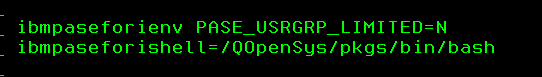 ibmpaseforienv PASE_USRGRP_LIMITED=N
ibmpaseforishell=/QOpenSys/pkgs/bin/bash